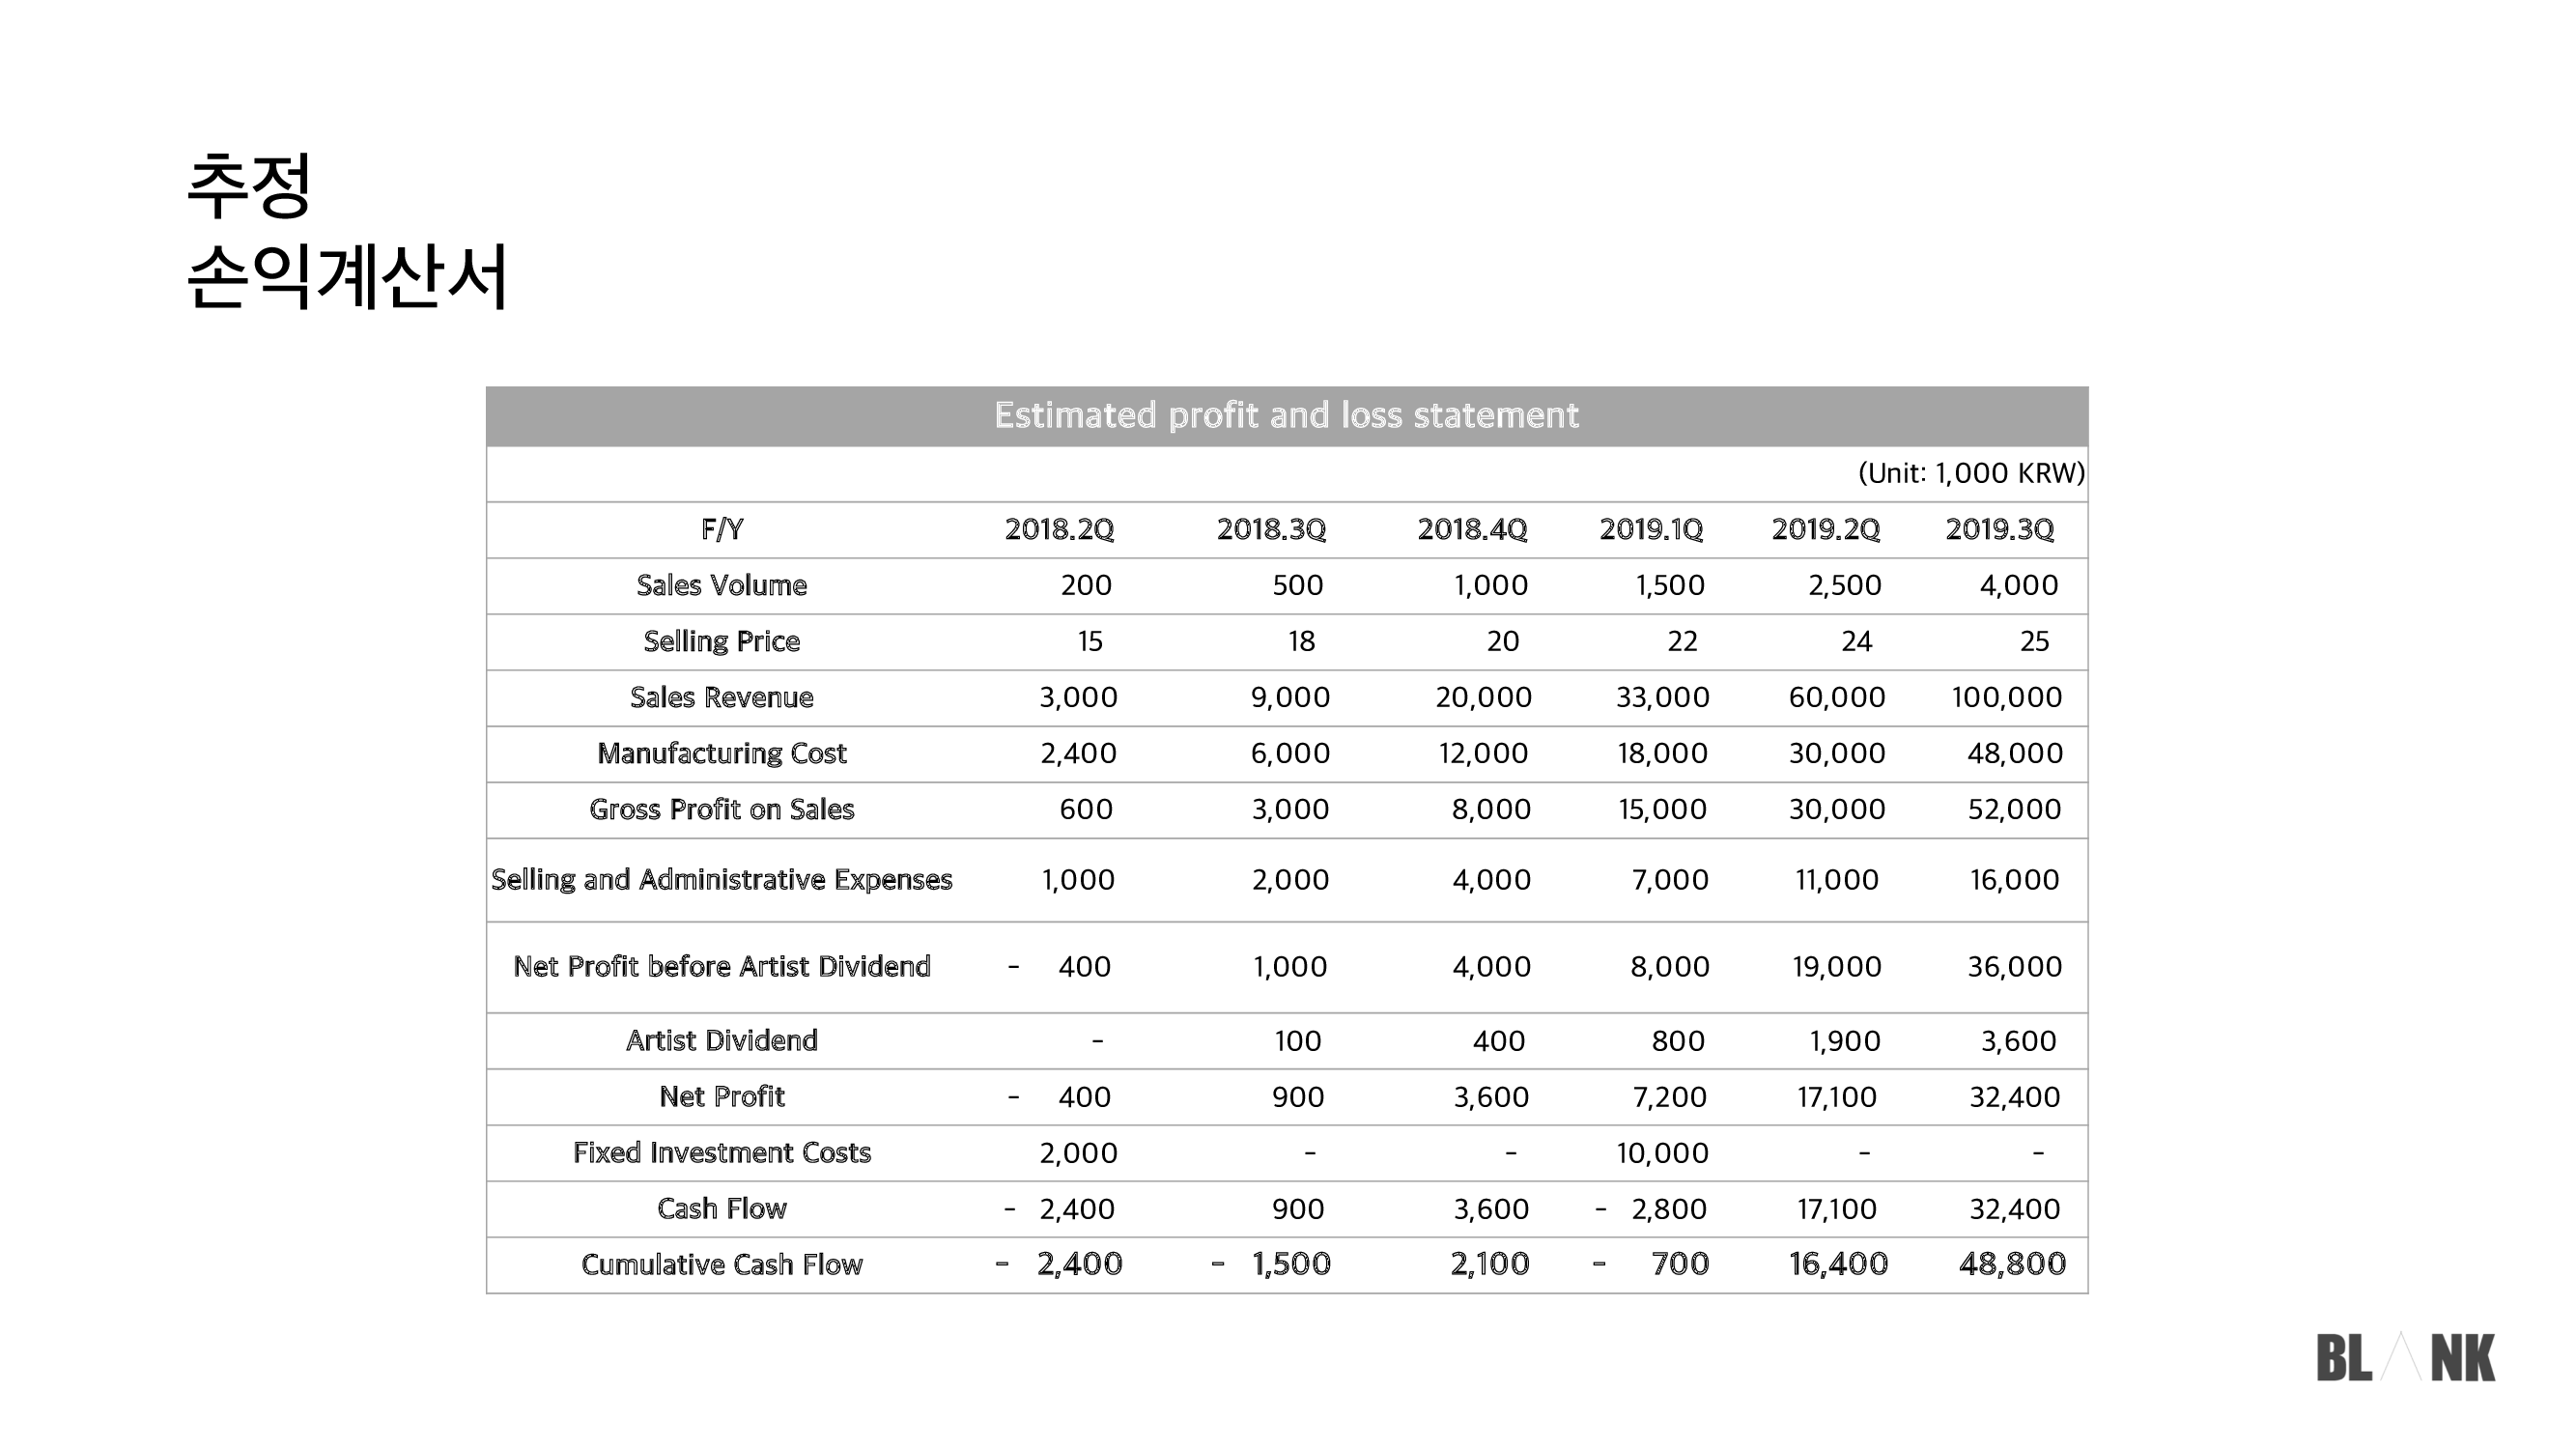 추정
손익계산서
Estimated profit and loss statement
(Unit: 1,000 KRW)
F/Y 2018.2Q 2018.3Q 2018.4Q 2019.1Q 2019.2Q 2019.3Q
Sales Volume 200 500 1,000 1,500 2,500 4,000
Selling Price 15 18 20 22 24 25
Sales Revenue 3,000 9,000 20,000 33,000 60,000 100,000
Manufacturing Cost 2,400 6,000 12,000 18,000 30,000 48,000
Gross Profit on Sales 600 3,000 8,000 15,000 30,000 52,000
Selling and Administrative Expenses 1,000 2,000 4,000 7,000 11,000 16,000
Net Profit before Artist Dividend - 400 1,000 4,000 8,000 19,000 36,000
Artist Dividend - 100 400 800 1,900 3,600
Net Profit - 400 900 3,600 7,200 17,100 32,400
Fixed Investment Costs 2,000 - - 10,000 - -
Cash Flow - 2,400 900 3,600 - 2,800 17,100 32,400
Cumulative Cash Flow - 2,400 - 1,500 2,100 - 700 16,400 48,800
BLANK